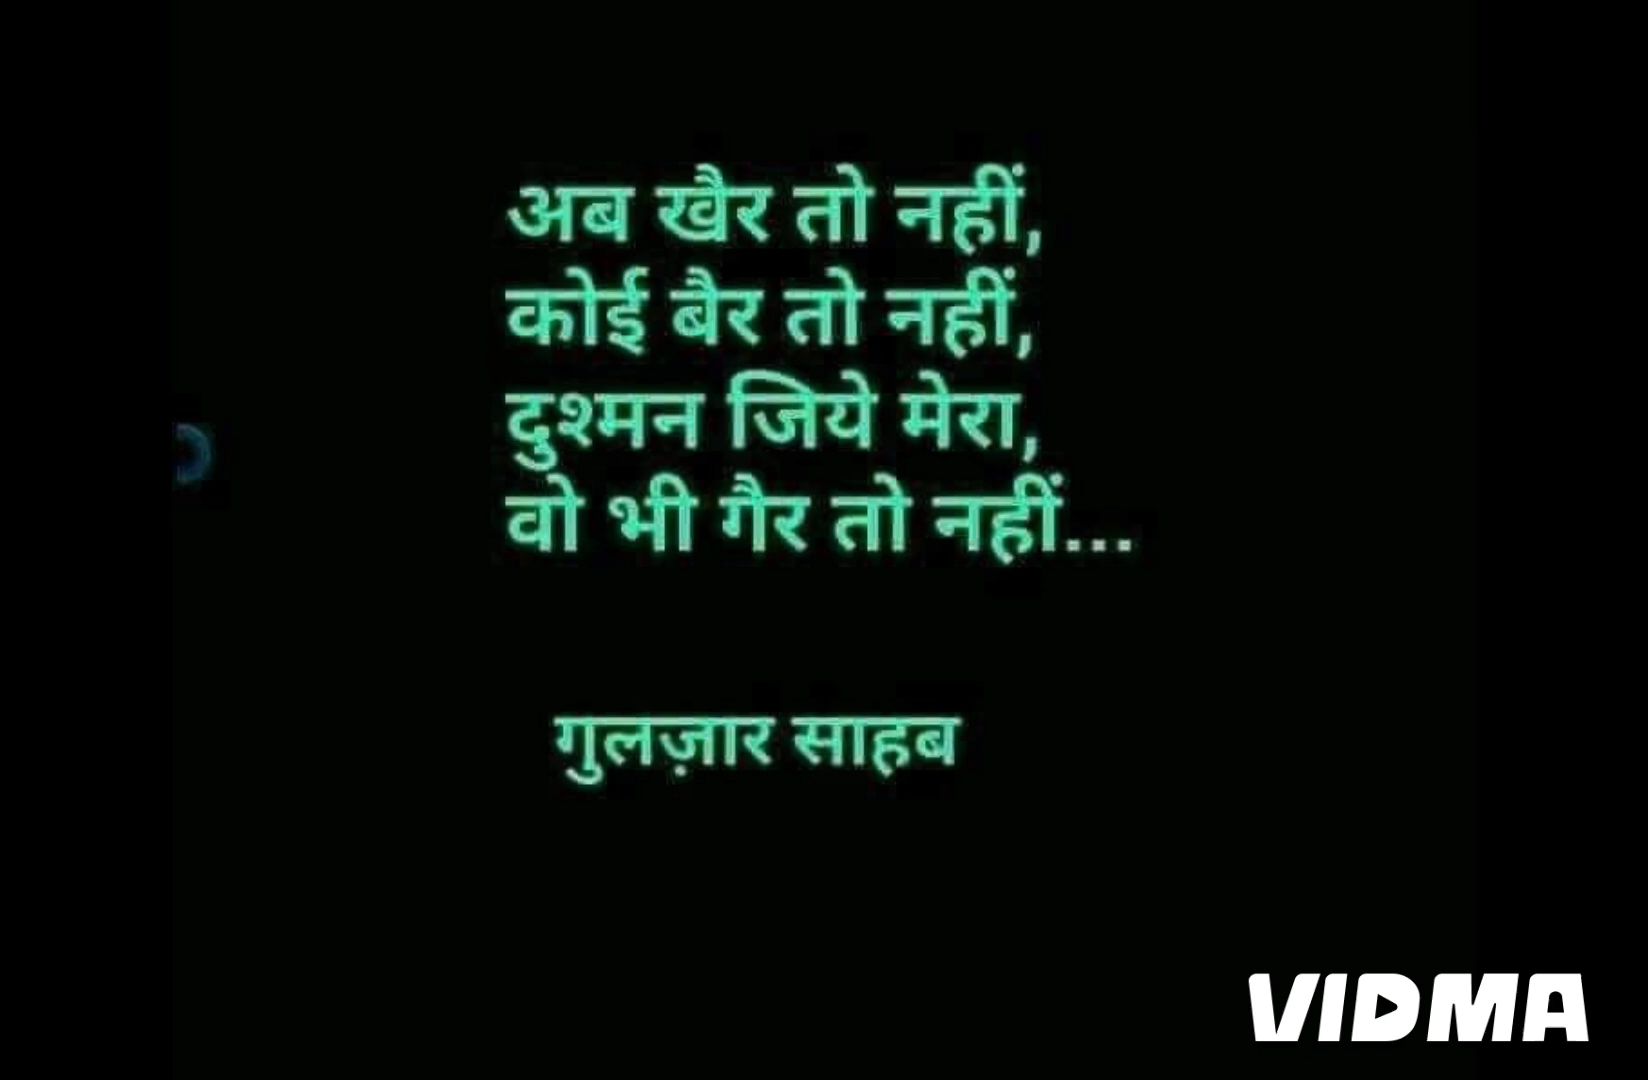 अब खैर तो नहीं,
कोई बैर तो नहीं,
दुश्मन जिये मेरा,
वो भी गैर तो नहीं...
गुलज़ार साहब
VIDMA